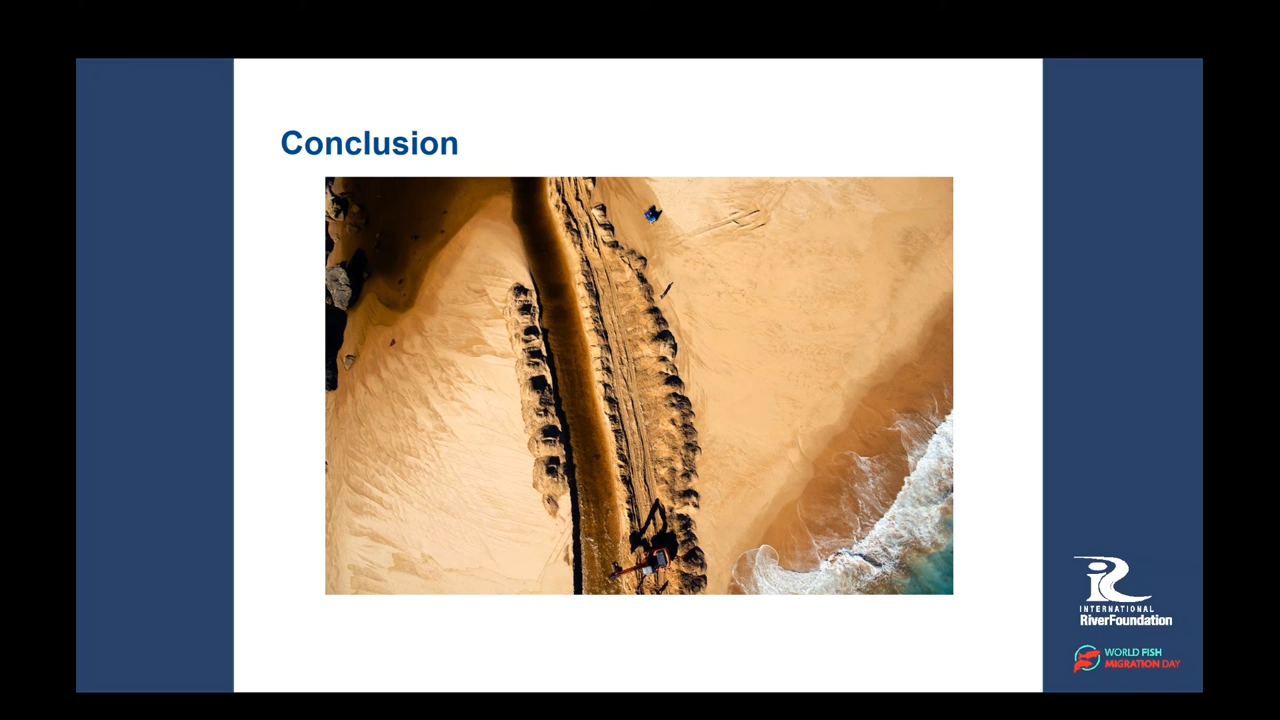 Conclusion
INTERNATIONAL
RiverFoundation
WORLD FISH
MIGRATION DAY